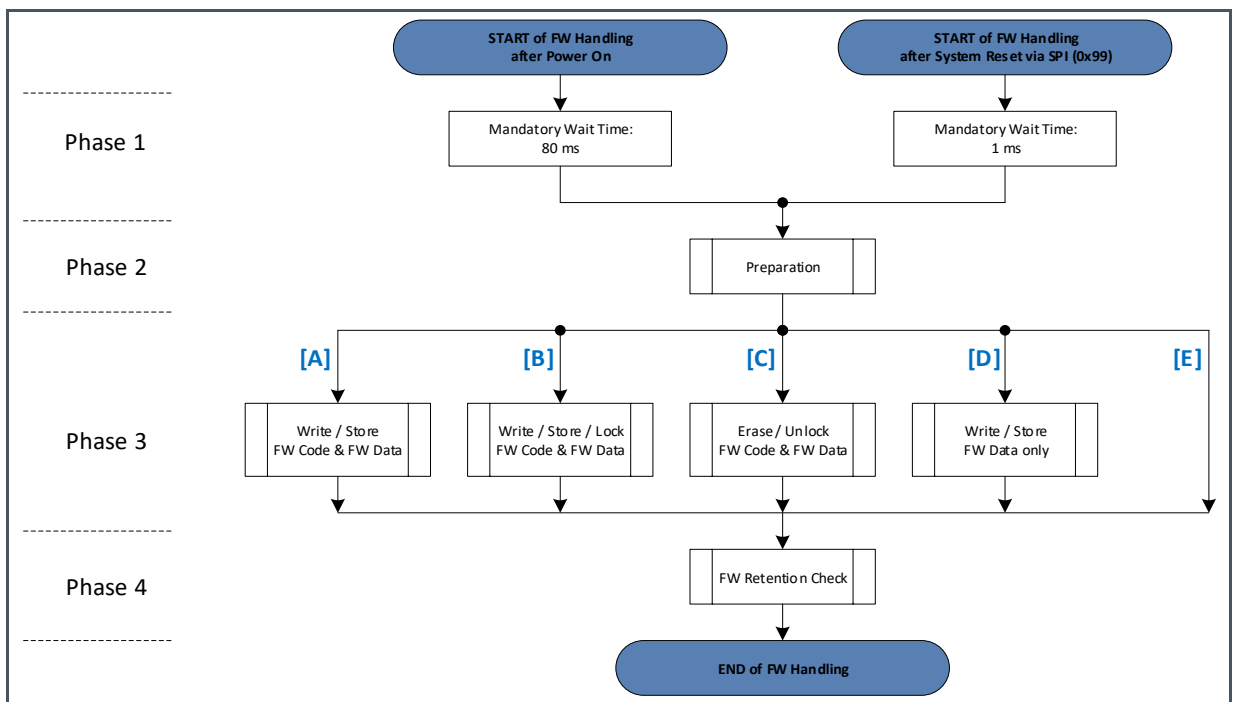 START of FW Handling
after Power On
START of FW Handling
after System Reset via SPI (0x99)
Phase 1
Mandatory Wait Time:
80 ms
Mandatory Wait Time:
1 ms
Phase 2
Preparation
[A]
[B]
[C]
[D]
[E]
Phase 3
Write / Store
FW Code & FW Data
Write / Store / Lock
FW Code & FW Data
Erase / Unlock
FW Code & FW Data
Write / Store
FW Data only
Phase 4
FW Retention Check
END of FW Handling